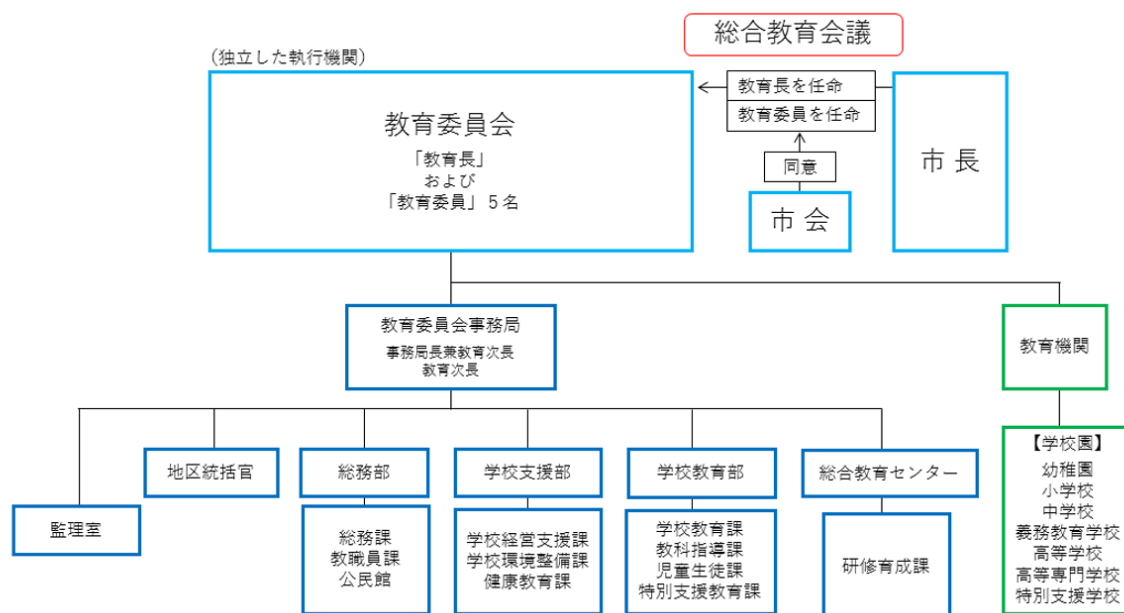 総合教育会議
(独立した執行機関)
教育委員会
「教育長」
および
「教育委員」５名
教育長を任命
教育委員を任命
同意
市会
市長
教育委員会事務局
事務局長兼教育次長
教育次長
教育機関
監理室
地区統括官
総務部
総務課
教職員課
公民館
学校支援部
学校経営支援課
学校環境整備課
健康教育課
学校教育部
学校教育課
教科指導課
児童生徒課
特別支援教育課
総合教育センター
研修育成課
【学校園】
幼稚園
小学校
中学校
義務教育学校
高等学校
高等専門学校
特別支援学校